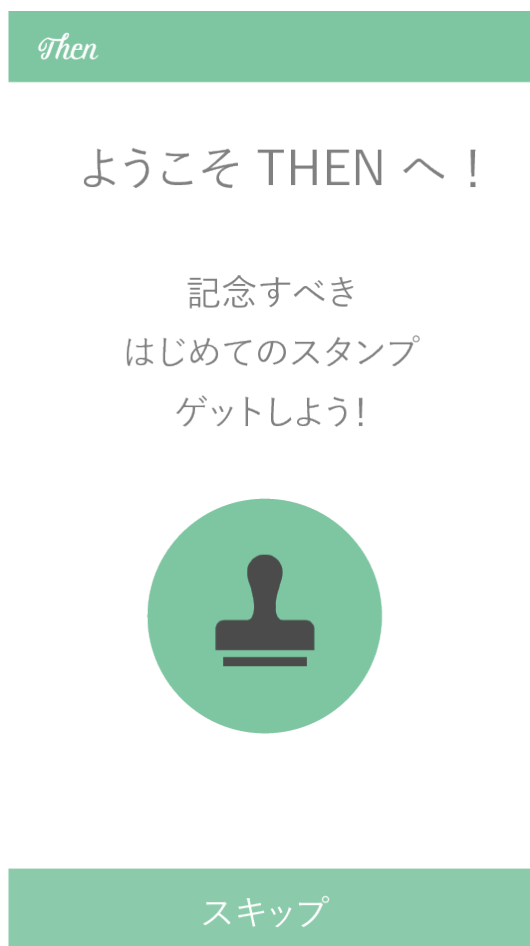 Then
ようこそ THEN へ！
記念すべき
はじめてのスタンプ
ゲットしよう！
スキップ